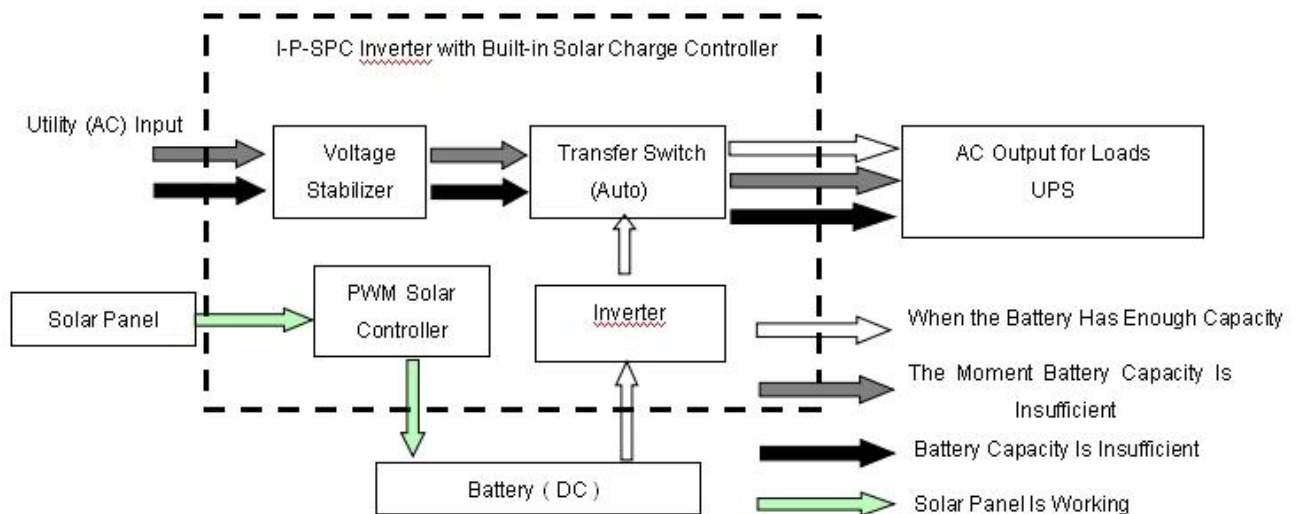 I-P-SPC Inverter with Built-in Solar Charge Controller
Utility (AC) Input
Voltage
Stabilizer
Transfer Switch
(Auto)
AC Output for Loads
UPS
Solar Panel
PWM Solar
Controller
Inverter
Battery ( DC )
When the Battery Has Enough Capacity
The Moment Battery Capacity Is
Insufficient
Battery Capacity Is Insufficient
Solar Panel Is Working